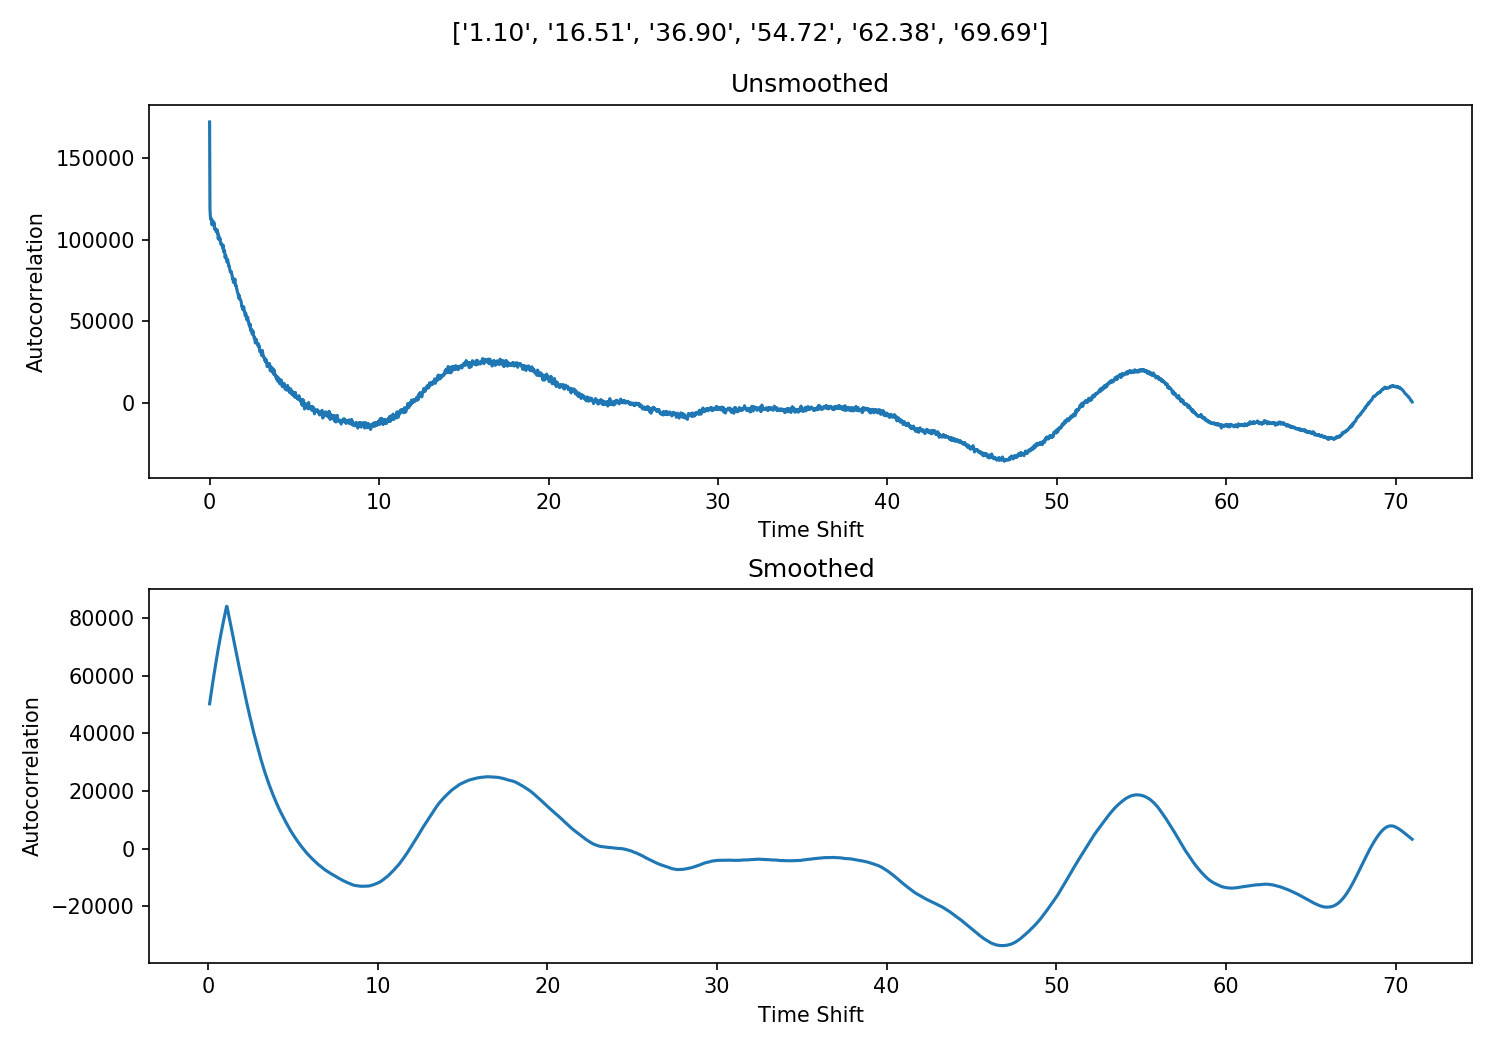 ['1.10', '16.51', '36.90', '54.72', '62.38', '69.69']
Unsmoothed
Autocorrelation
150000
100000
50000
0
0 10 20 30 40 50 60 70
Time Shift
Smoothed
Autocorrelation
80000
60000
40000
20000
0
−20000
0 10 20 30 40 50 60 70
Time Shift